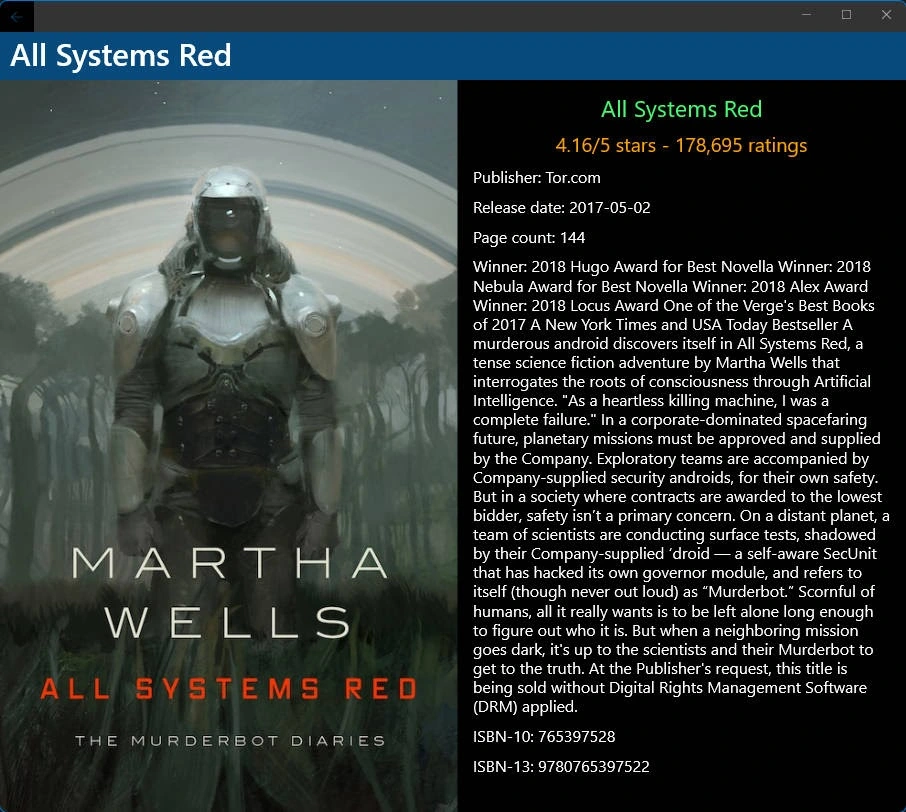 All Systems Red
MARTHA
WELLS
ALL SYSTEMS RED
THE MURDERBOT DIARIES
All Systems Red
4.16/5 stars - 178,695 ratings
Publisher: Tor.com
Release date: 2017-05-02
Page count: 144
Winner: 2018 Hugo Award for Best Novella Winner: 2018
Nebula Award for Best Novella Winner: 2018 Alex Award
Winner: 2018 Locus Award One of the Verge's Best Books
of 2017 A New York Times and USA Today Bestseller A
murderous android discovers itself in All Systems Red, a
tense science fiction adventure by Martha Wells that
interrogates the roots of consciousness through Artificial
Intelligence. "As a heartless killing machine, I was a
complete failure." In a corporate-dominated spacefaring
future, planetary missions must be approved and supplied
by the Company. Exploratory teams are accompanied by
Company-supplied security androids, for their own safety.
But in a society where contracts are awarded to the lowest
bidder, safety isn’t a primary concern. On a distant planet, a
team of scientists are conducting surface tests, shadowed
by their Company-supplied ‘droid — a self-aware SecUnit
that has hacked its own governor module, and refers to
itself (though never out loud) as “Murderbot.” Scornful of
humans, all it really wants is to be left alone long enough
to figure out who it is. But when a neighboring mission
goes dark, it's up to the scientists and their Murderbot to
get to the truth. At the Publisher's request, this title is
being sold without Digital Rights Management Software
(DRM) applied.
ISBN-10: 765397528
ISBN-13: 9780765397522